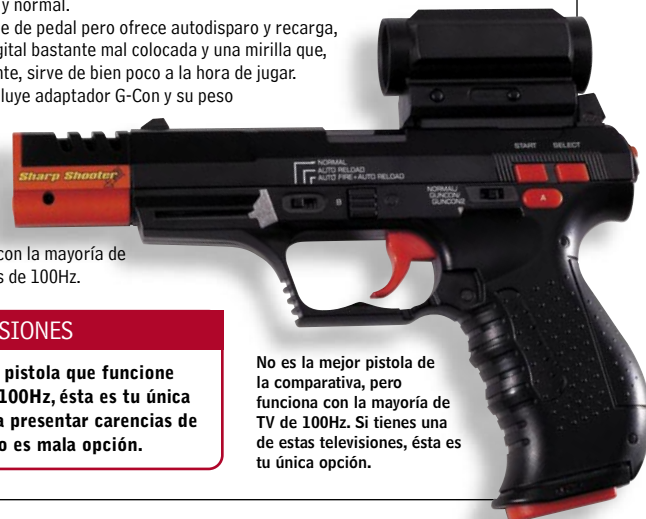 y normal.
e de pedal pero ofrece autodisparo y recarga,
gital bastante mal colocada y una mirilla que,
nte, sirve de bien poco a la hora de jugar.
luye adaptador G-Con y su peso
con la mayoría de
s de 100Hz.
SIONES
pistola que funcione
100Hz, ésta es tu única
a presentar carencias de
o es mala opción.
Sharp Shooter
NORMAL
AUTO RELOAD
AUTO FIRE+AUTO RELOAD
B
NORMAL/
GUNCON/
GUNCON2
START SELECT
A
No es la mejor pistola de
la comparativa, pero
funciona con la mayoría de
TV de 100Hz. Si tienes una
de estas televisiones, ésta es
tu única opción.